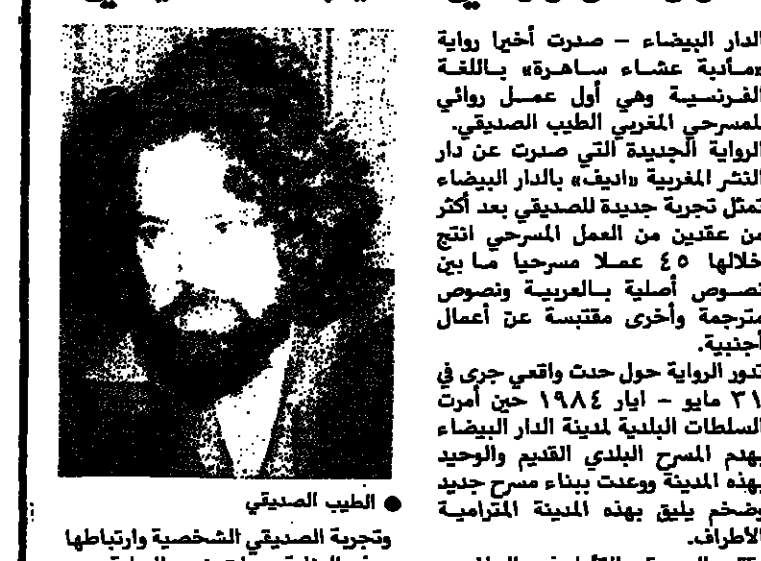 الدار البيضاء – صدرت أخيرا رواية
«مأدبة عشاء ساهرة» باللغة
الفرنسية وهي أول عمل روائي
للمسرحي المغربي الطيب الصديقي.
الرواية الجديدة التي صدرت عن دار
النشر المغربية «اديف» بالدار البيضاء
تمثل تجربة جديدة للصديقي بعد أكثر
من عقدين من العمل المسرحي انتج
خلالها ٤٥ عملا مسرحيا ما بين
نصوص أصلية بالعربية ونصوص
مترجمة وأخرى مقتبسة عن أعمال
أجنبية.
تدور الرواية حول حدث واقعي جرى في
٣١ مايو – ايار ١٩٨٤ حين أمرت
السلطات البلدية لمدينة الدار البيضاء
بهدم المسرح البلدي القديم والوحيد
بهذه المدينة ووعدت ببناء مسرح جديد
وضخم يليق بهذه المدينة المترامية
الأطراف.
● الطيب الصديقي
وتجربة الصديقي الشخصية وارتباطها